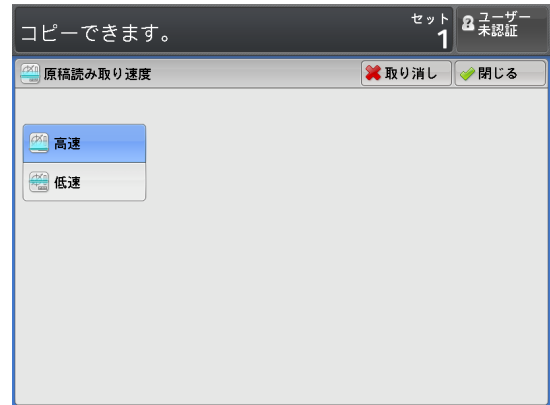 コピーできます。
セット
1
ユーザー
未認証
原稿読み取り速度
取り消し
閉じる
高速
低速